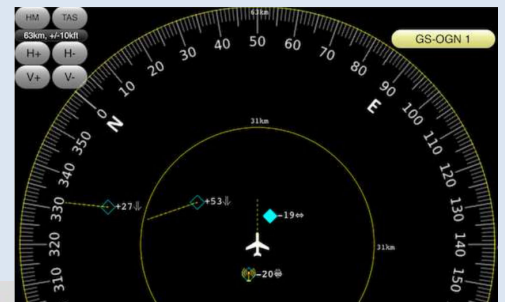 HM TAS
63km, +/-10kft
H+ H-
V+ V-
63km
GS-OGN 1
310 320 330 340 350 0 10 20 30 40 50 60 70 80 90 100 110 120 130 140 150
N
E
31km
+27
+53
-19
31km
-20